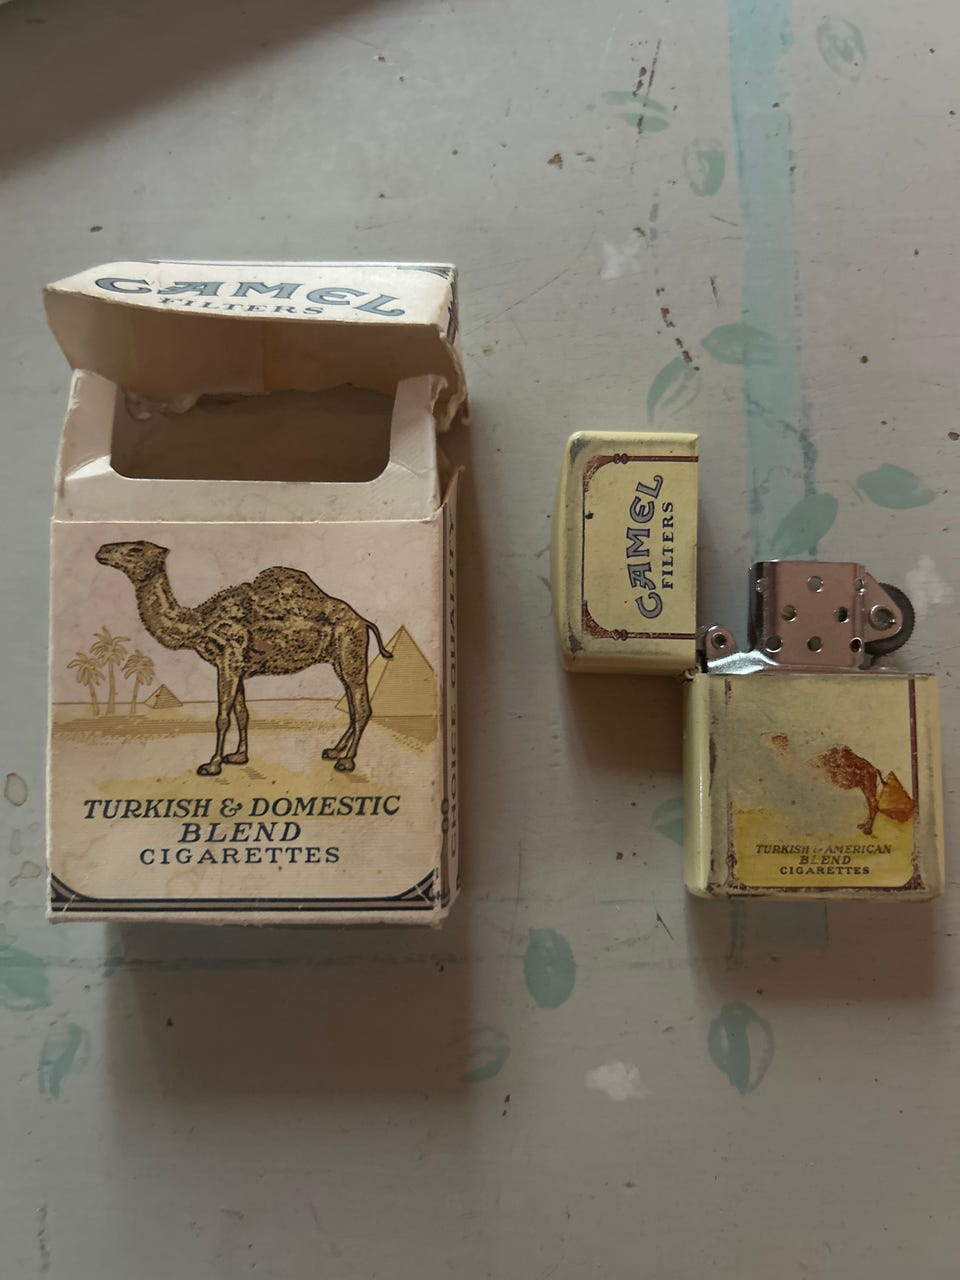 CAMEL
FILTERS
TURKISH & DOMESTIC
BLEND
CIGARETTES
CHOICE QUALITY
CAMEL
FILTERS
TURKISH & AMERICAN
BLEND
CIGARETTES